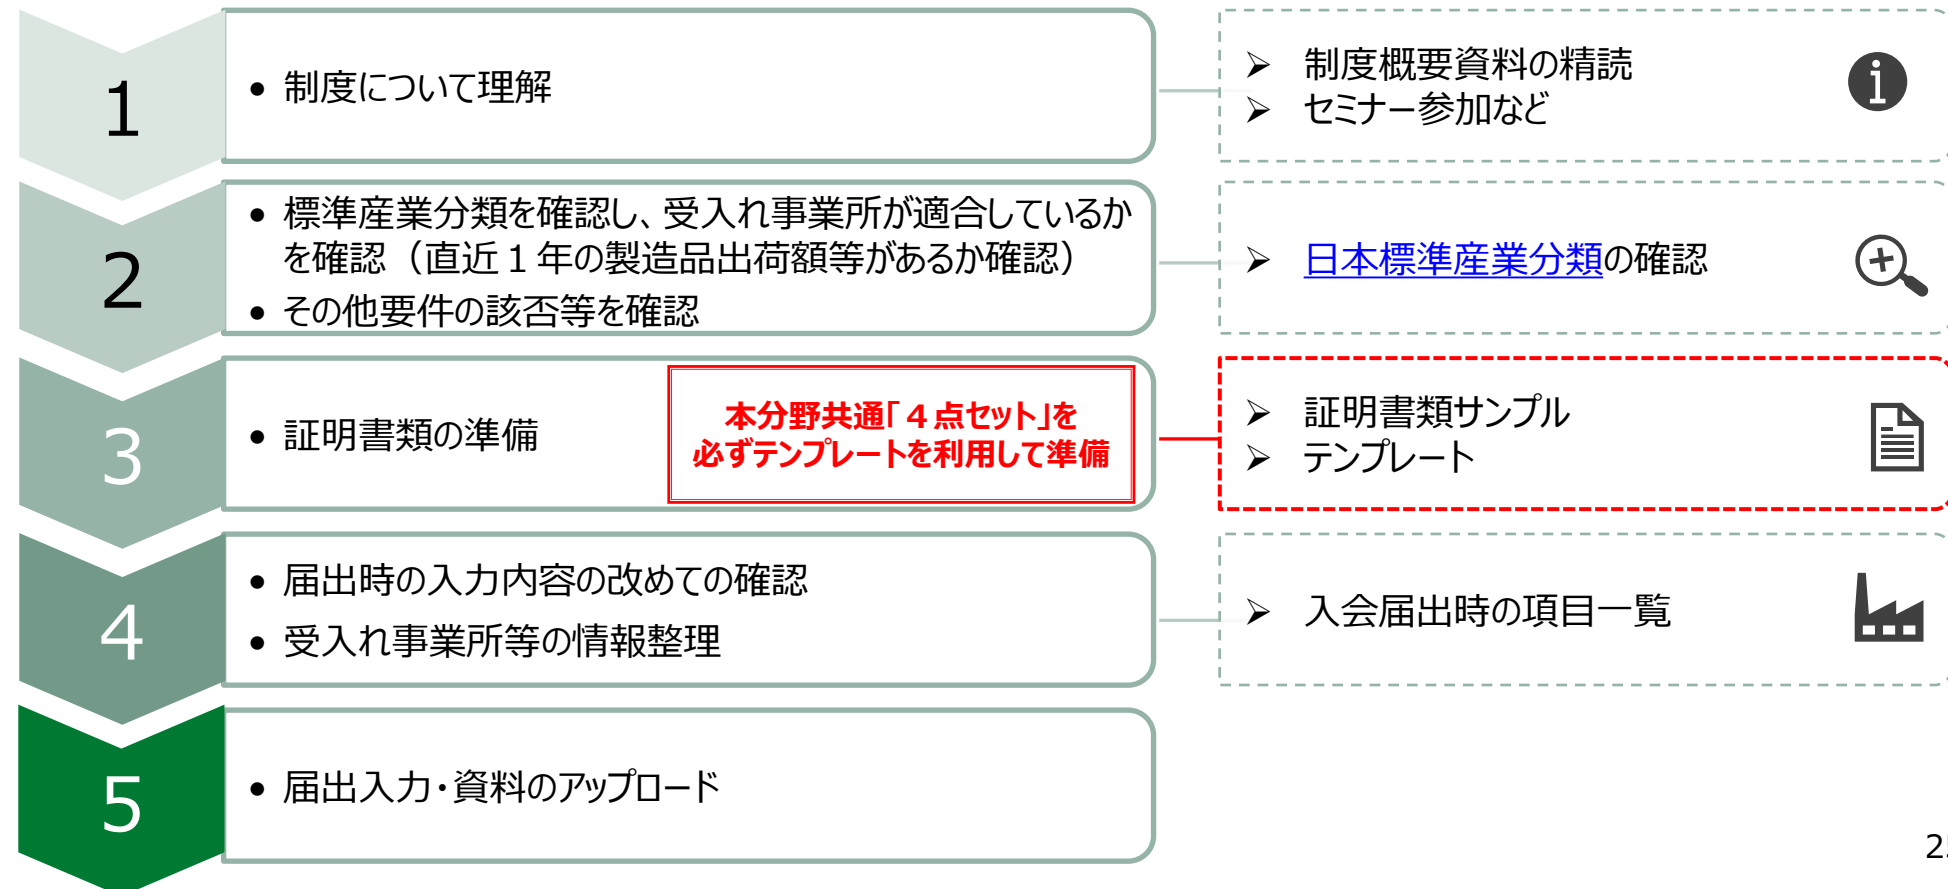 1
• 制度について理解
➢ 制度概要資料の精読
➢ セミナー参加など
2
• 標準産業分類を確認し、受入れ事業所が適合しているか
を確認（直近１年の製造品出荷額等があるか確認）
• その他要件の該否等を確認
➢ 日本標準産業分類の確認
3
• 証明書類の準備
本分野共通「４点セット」を
必ずテンプレートを利用して準備
➢ 証明書類サンプル
➢ テンプレート
4
• 届出時の入力内容の改めての確認
• 受入れ事業所等の情報整理
➢ 入会届出時の項目一覧
5
• 届出入力・資料のアップロード